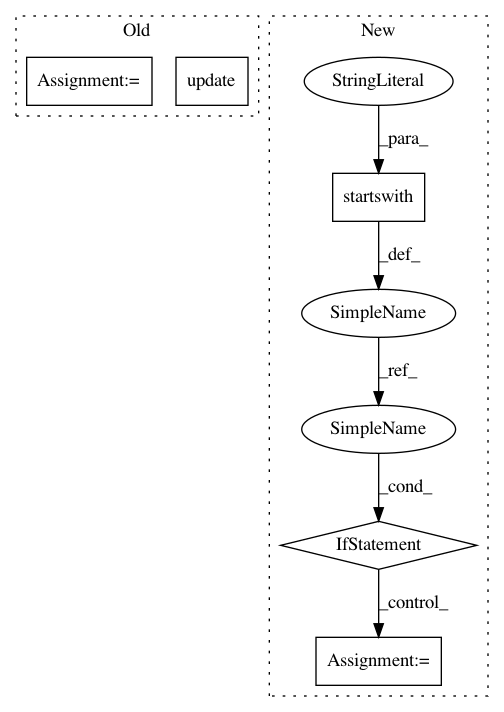 Old
New
Assignment:=
update
StringLiteral
_para_
startswith
_def_
SimpleName
_ref_
SimpleName
_cond_
IfStatement
_control_
Assignment:=